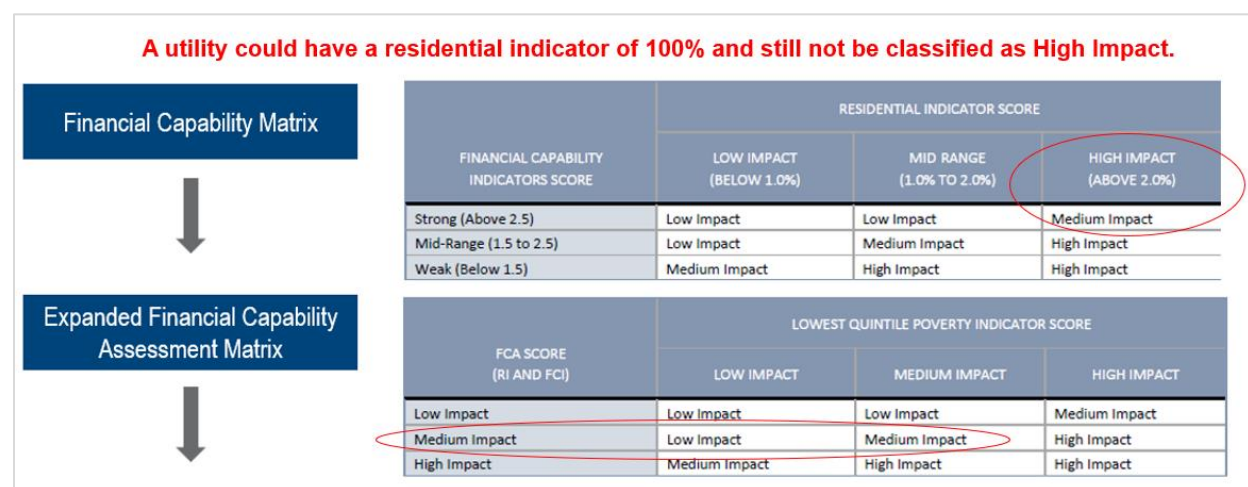 A utility could have a residential indicator of 100% and still not be classified as High Impact.
Financial Capability Matrix
RESIDENTIAL INDICATOR SCORE
FINANCIAL CAPABILITY
INDICATORS SCORE
LOW IMPACT
(BELOW 1.0%)
MID RANGE
(1.0% TO 2.0%)
HIGH IMPACT
(ABOVE 2.0%)
Strong (Above 2.5) Low Impact Low Impact Medium Impact
Mid-Range (1.5 to 2.5) Low Impact Medium Impact High Impact
Weak (Below 1.5) Medium Impact High Impact High Impact
Expanded Financial Capability
Assessment Matrix
LOWEST QUINTILE POVERTY INDICATOR SCORE
FCA SCORE
(RI AND FCI)
LOW IMPACT MEDIUM IMPACT HIGH IMPACT
Low Impact Low Impact Low Impact Medium Impact
Medium Impact Low Impact Medium Impact High Impact
High Impact Medium Impact High Impact High Impact